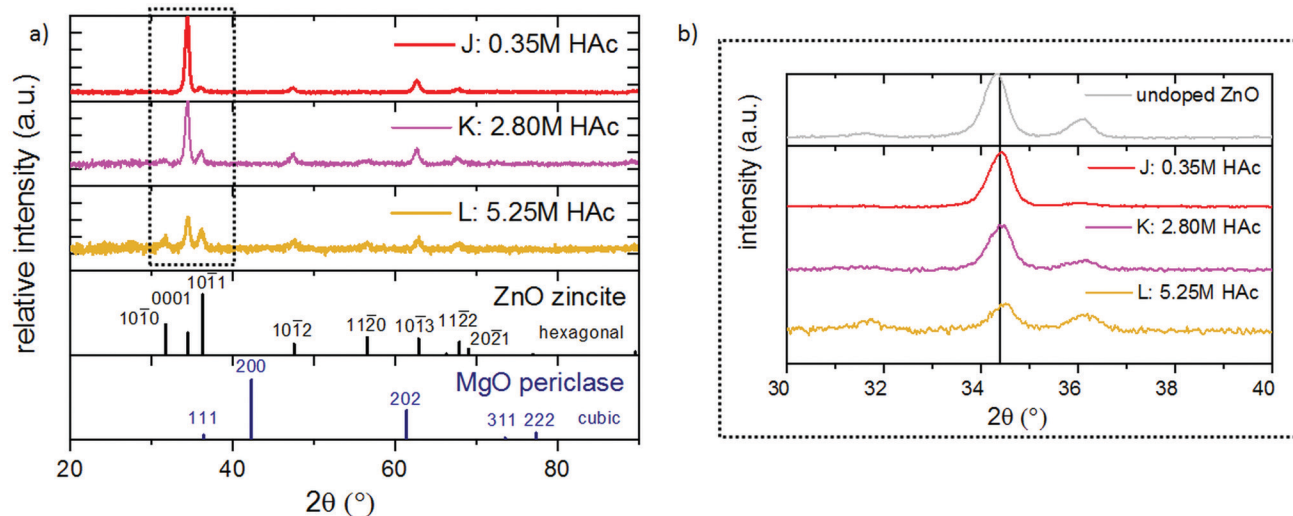 a)
relative intensity (a.u.)
J: 0.35M HAc
K: 2.80M HAc
L: 5.25M HAc
ZnO zincite
hexagonal
101̅0
0001
101̅1
101̅2
112̅0
101̅3
112̅2
202̅1
MgO periclase
cubic
111
200
202
311
222
20
40
60
80
2θ (°)
b)
intensity (a.u.)
undoped ZnO
J: 0.35M HAc
K: 2.80M HAc
L: 5.25M HAc
30
32
34
36
38
40
2θ (°)